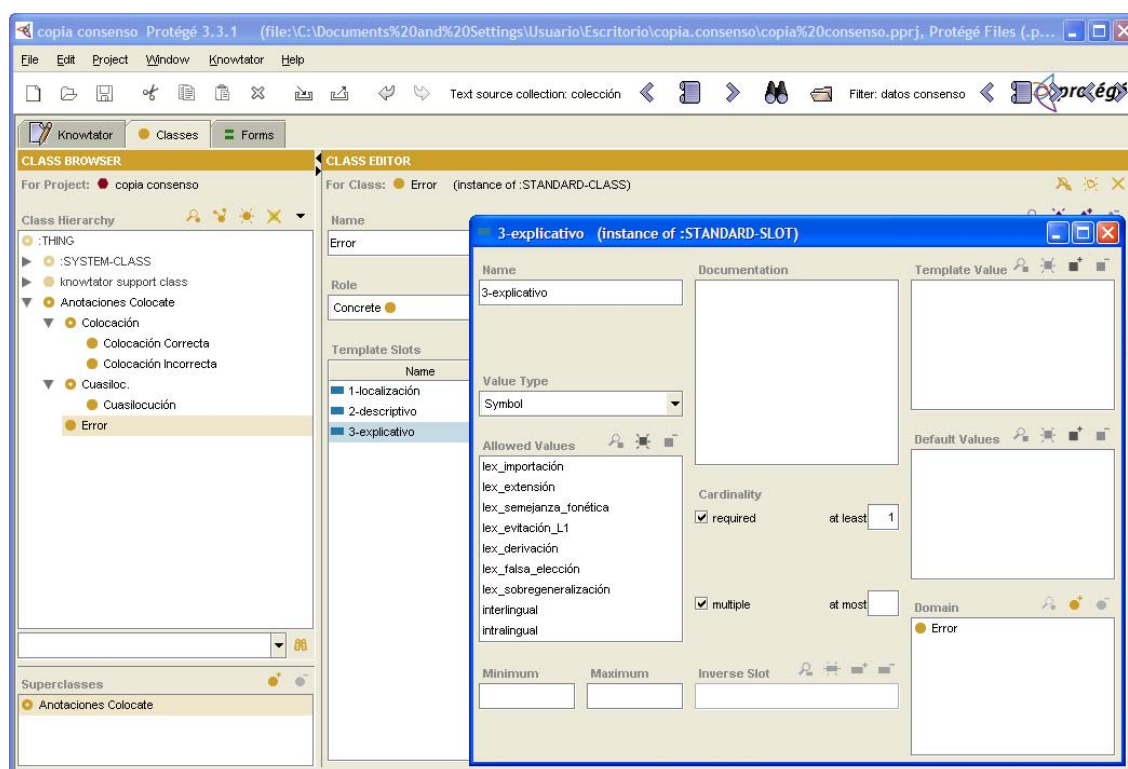 copia consenso Protégé 3.3.1 (file:\C:\Documents%20and%20Settings\Usuario\Escritorio\copia.consenso\copia%20consenso.pprj, Protégé Files (.p...
File Edit Project Window Knowtator Help
Text source collection: colección Filter: datos consenso protégé
Knowtator Classes Forms
CLASS BROWSER
For Project: copia consenso
Class Hierarchy
:THING
:SYSTEM-CLASS
knowtator support class
Anotaciones Colocate
Colocación
Colocación Correcta
Colocación Incorrecta
Cuasiloc.
Cuasilocución
Error
Superclasses
Anotaciones Colocate
CLASS EDITOR
For Class: Error (instance of :STANDARD-CLASS)
Name
Error
Role
Concrete
Template Slots
Name
1-localización
2-descriptivo
3-explicativo
3-explicativo (instance of :STANDARD-SLOT)
Name
3-explicativo
Value Type
Symbol
Allowed Values
lex_importación
lex_extensión
lex_semejanza_fonética
lex_evitación_L1
lex_derivación
lex_falsa_elección
lex_sobregeneralización
interlingual
intralingual
Minimum Maximum
Documentation
Cardinality
required at least 1
multiple at most
Inverse Slot
Template Value
Default Values
Domain
Error